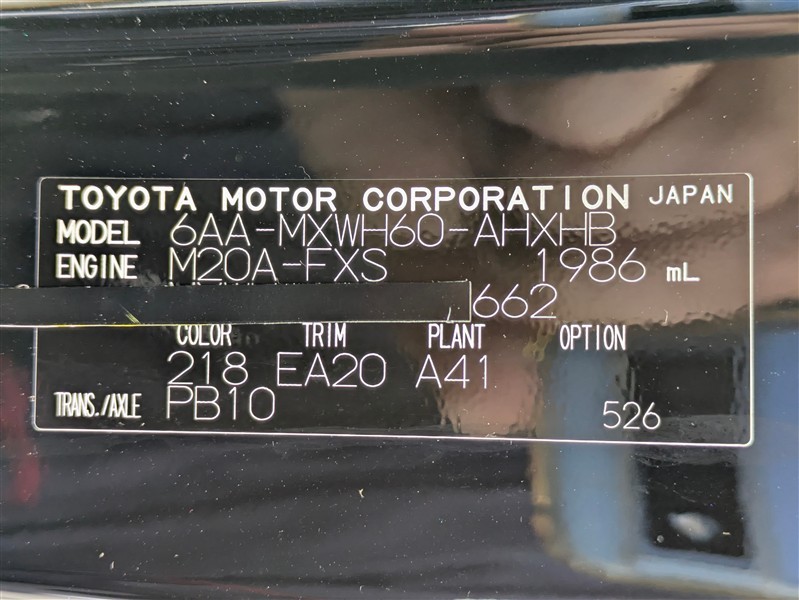 TOYOTA MOTOR CORPORATION JAPAN
MODEL 6AA-MXWH60-AHXHB
ENGINE M20A-FXS 1986 mL
662
COLOR TRIM PLANT OPTION
218 EA20 A41
TRANS./AXLE PB10 526